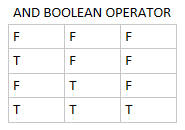 AND BOOLEAN OPERATOR
F F F
T F F
F T F
T T T